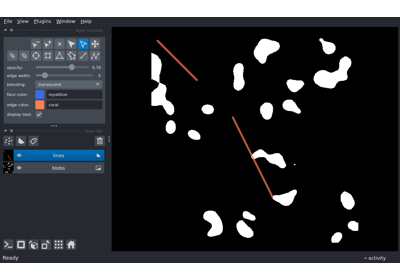 File View Plugins Window Help
opacity: 0.70
edge width: 5
blending: translucent
face color: royalblue
edge color: coral
display text:
lines
blobs
Ready
activity